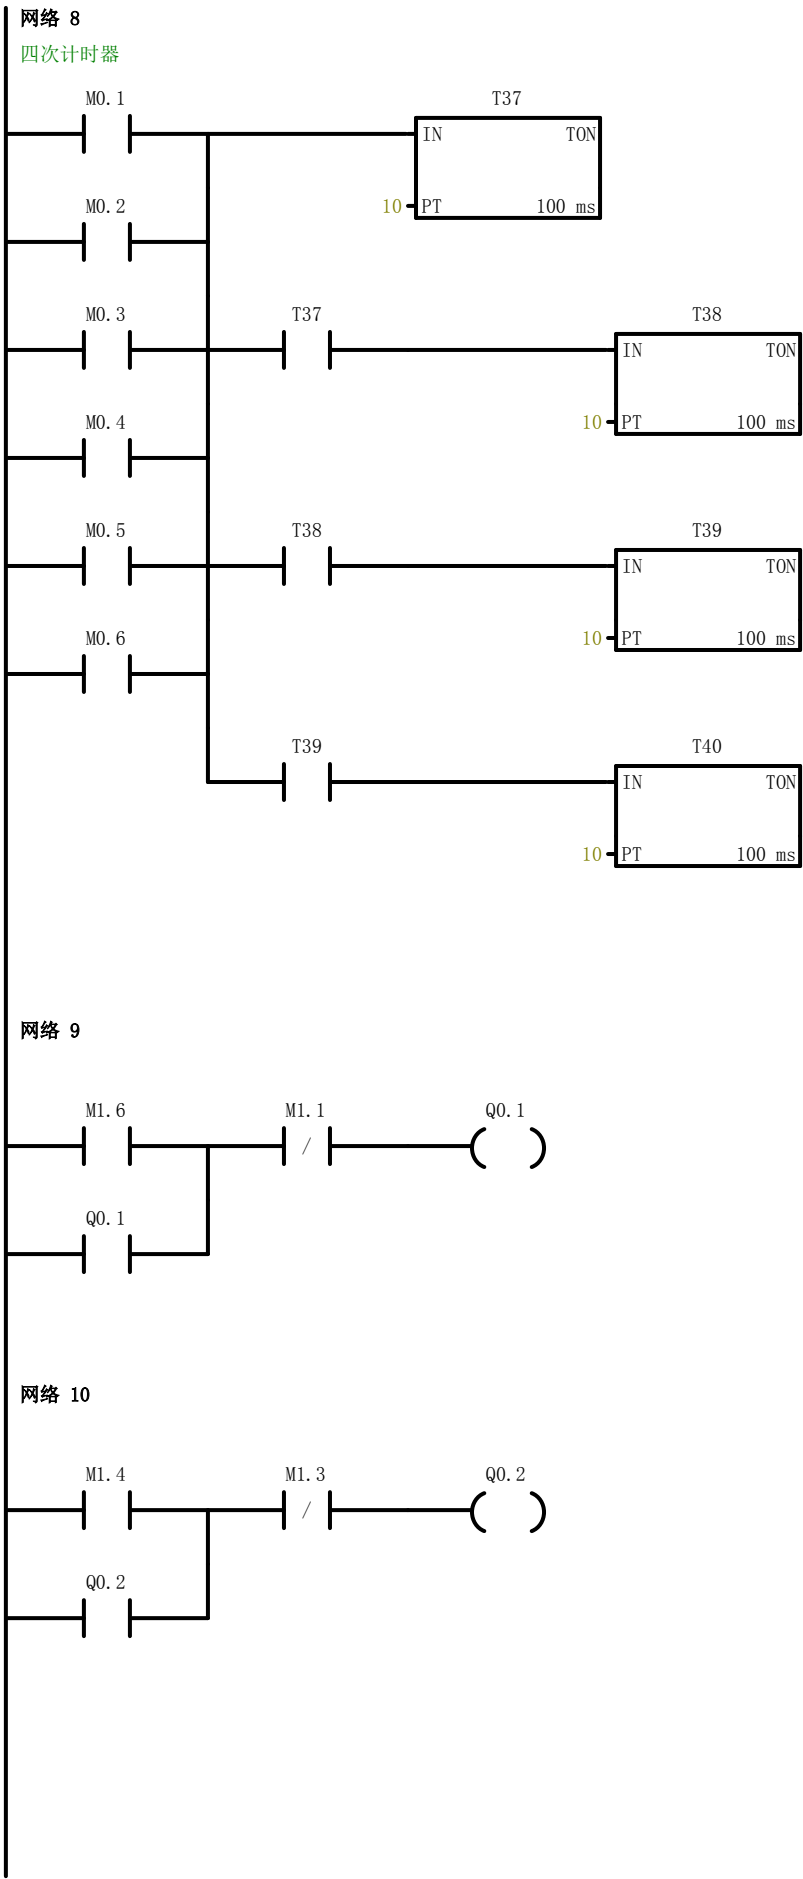 网络 8
四次计时器
M0.1
T37
IN TON
10 PT 100 ms
M0.2
M0.3
T37
T38
IN TON
10 PT 100 ms
M0.4
M0.5
T38
T39
IN TON
10 PT 100 ms
M0.6
T39
T40
IN TON
10 PT 100 ms
网络 9
M1.6
M1.1
Q0.1
/
Q0.1
网络 10
M1.4
M1.3
Q0.2
/
Q0.2